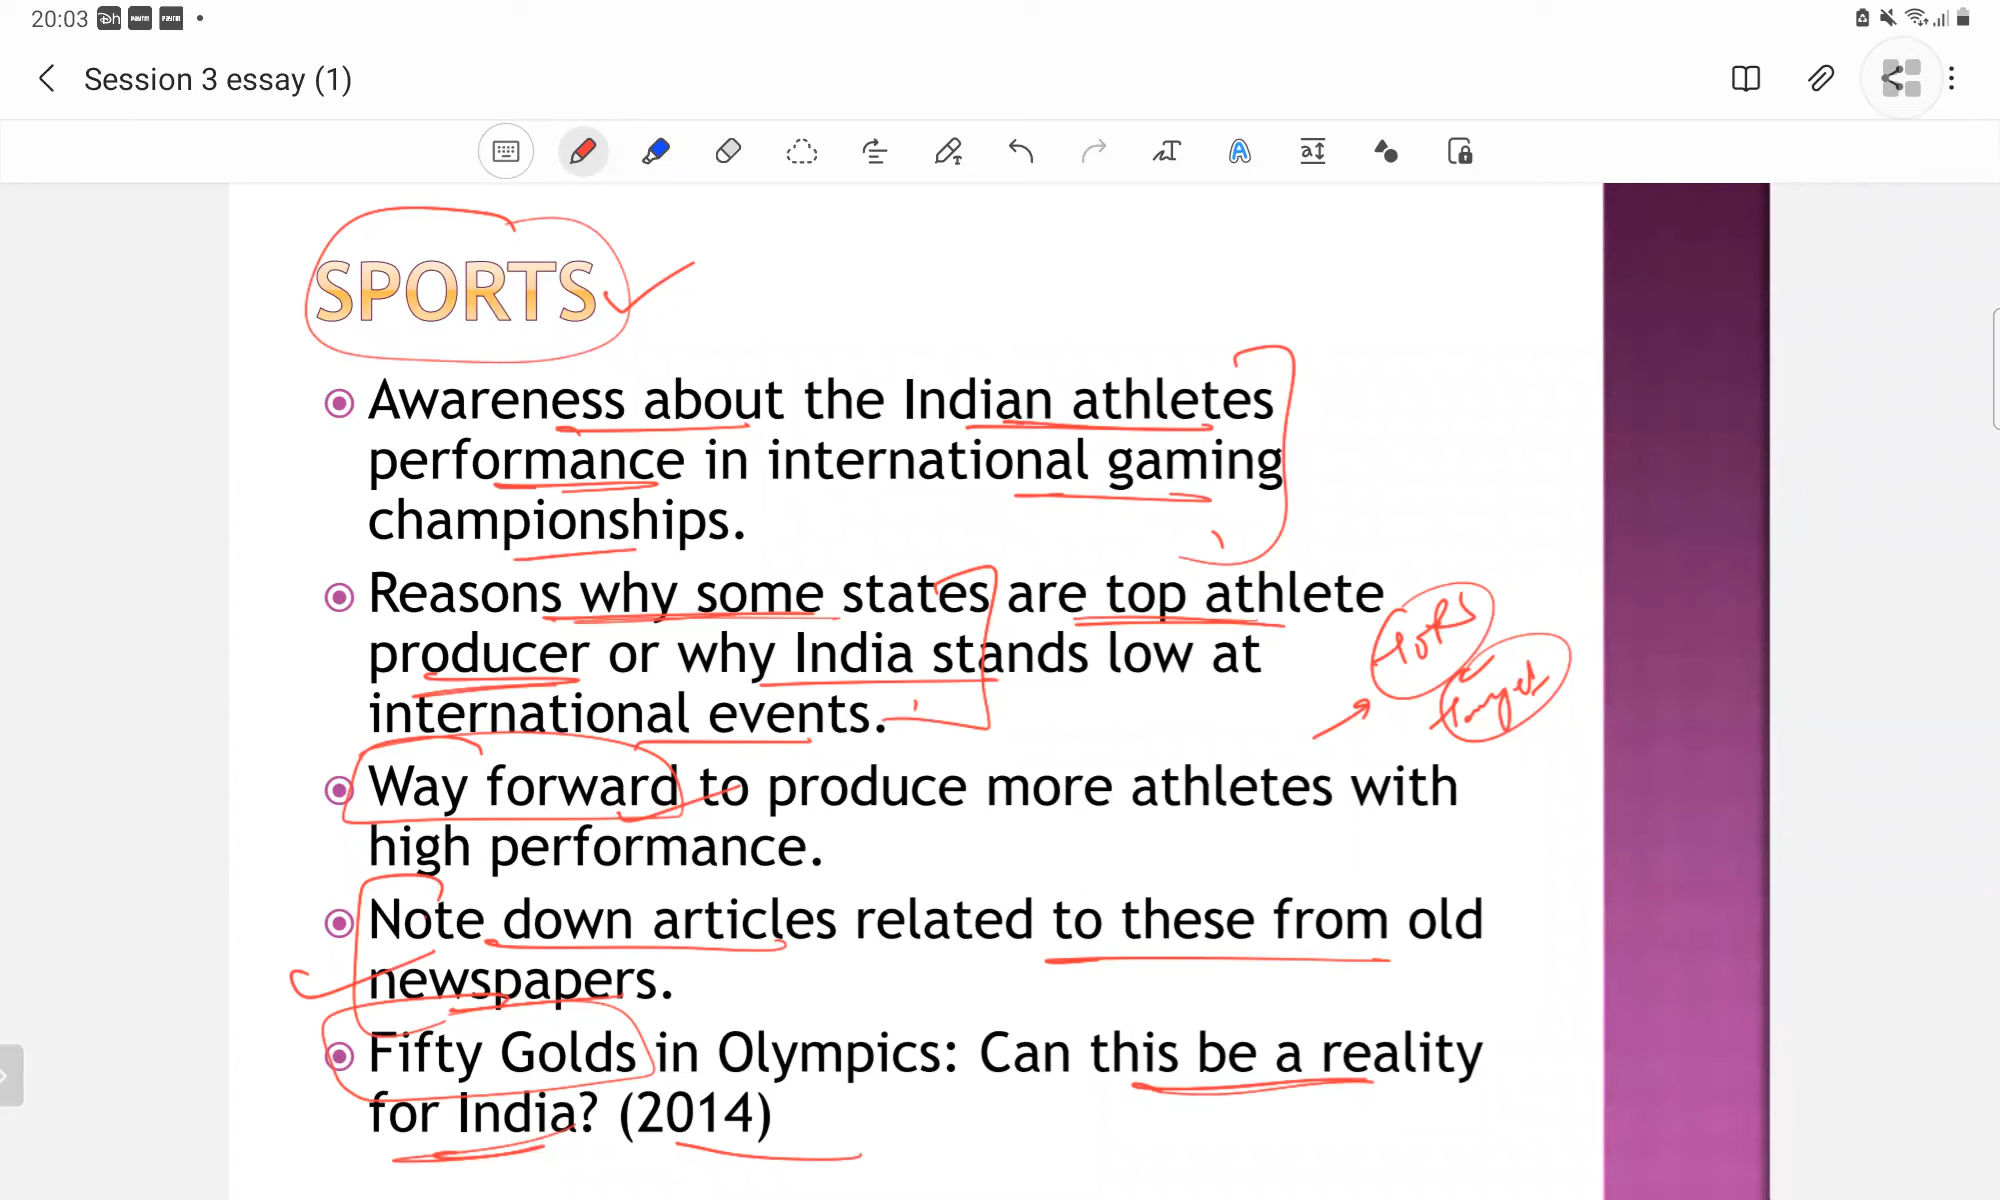 20:03
Session 3 essay (1)
SPORTS
Awareness about the Indian athletes
performance in international gaming
championships.
Reasons why some states are top athlete
producer or why India stands low at
international events.
Target
Way forward to produce more athletes with
high performance.
Note down articles related to these from old
newspapers.
Fifty Golds in Olympics: Can this be a reality
for India? (2014)